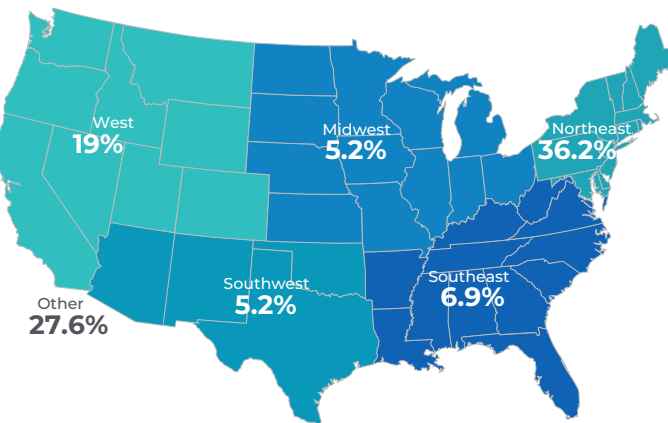 West
19%
Midwest
5.2%
Northeast
36.2%
Southwest
5.2%
Southeast
6.9%
Other
27.6%